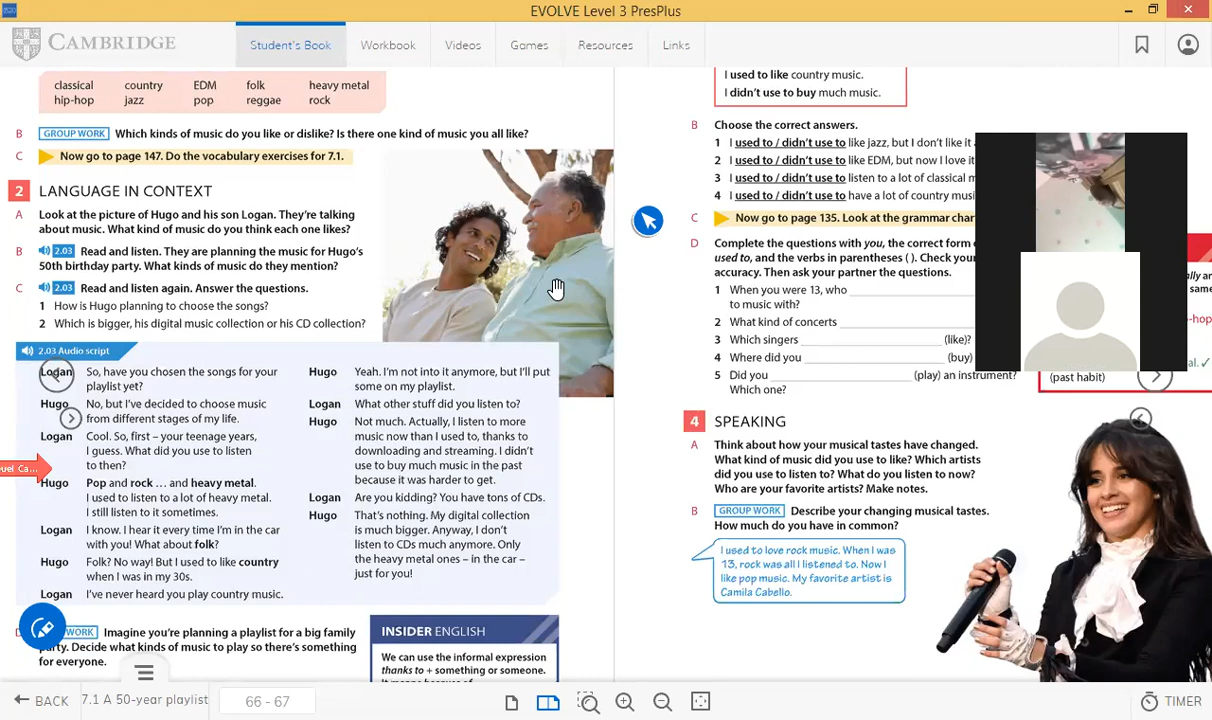 EVOLVE Level 3 PresPlus
CAMBRIDGE
Student's Book
Workbook
Videos
Games
Resources
Links
classical country EDM folk heavy metal
hip-hop jazz pop reggae rock
B GROUP WORK Which kinds of music do you like or dislike? Is there one kind of music you all like?
C Now go to page 147. Do the vocabulary exercises for 7.1.
2 LANGUAGE IN CONTEXT
A Look at the picture of Hugo and his son Logan. They're talking
about music. What kind of music do you think each one likes?
B 2.03 Read and listen. They are planning the music for Hugo's
50th birthday party. What kinds of music do they mention?
C 2.03 Read and listen again. Answer the questions.
1 How is Hugo planning to choose the songs?
2 Which is bigger, his digital music collection or his CD collection?
2.03 Audio script
Logan So, have you chosen the songs for your
playlist yet?
Hugo No, but I've decided to choose music
from different stages of my life.
Logan Cool. So, first – your teenage years,
I guess. What did you use to listen
to then?
Hugo Pop and rock … and heavy metal.
I used to listen to a lot of heavy metal.
I still listen to it sometimes.
Logan I know. I hear it every time I'm in the car
with you! What about folk?
Hugo Folk? No way! But I used to like country
when I was in my 30s.
Logan I've never heard you play country music.
Hugo Yeah. I'm not into it anymore, but I'll put
some on my playlist.
Logan What other stuff did you listen to?
Hugo Not much. Actually, I listen to more
music now than I used to, thanks to
downloading and streaming. I didn't
use to buy much music in the past
because it was harder to get.
Logan Are you kidding? You have tons of CDs.
Hugo That's nothing. My digital collection
is much bigger. Anyway, I don't
listen to CDs much anymore. Only
the heavy metal ones – in the car –
just for you!
WORK Imagine you're planning a playlist for a big family
party. Decide what kinds of music to play so there's something
for everyone.
INSIDER ENGLISH
We can use the informal expression
thanks to + something or someone.
I used to like country music.
I didn't use to buy much music.
B Choose the correct answers.
1 I used to / didn't use to like jazz, but I don't like it
2 I used to / didn't use to like EDM, but now I love it
3 I used to / didn't use to listen to a lot of classical m
4 I used to / didn't use to have a lot of country musi
C Now go to page 135. Look at the grammar char
D Complete the questions with you, the correct form
used to, and the verbs in parentheses ( ). Check your
accuracy. Then ask your partner the questions.
1 When you were 13, who
to music with?
2 What kind of concerts
3 Which singers (like)?
4 Where did you (buy)
5 Did you (play) an instrument?
Which one?
(past habit)
4 SPEAKING
A Think about how your musical tastes have changed.
What kind of music did you use to like? Which artists
did you use to listen to? What do you listen to now?
Who are your favorite artists? Make notes.
B GROUP WORK Describe your changing musical tastes.
How much do you have in common?
I used to love rock music. When I was
13, rock was all I listened to. Now I
like pop music. My favorite artist is
Camila Cabello.
BACK
7.1 A 50-year playlist
66 - 67
TIMER